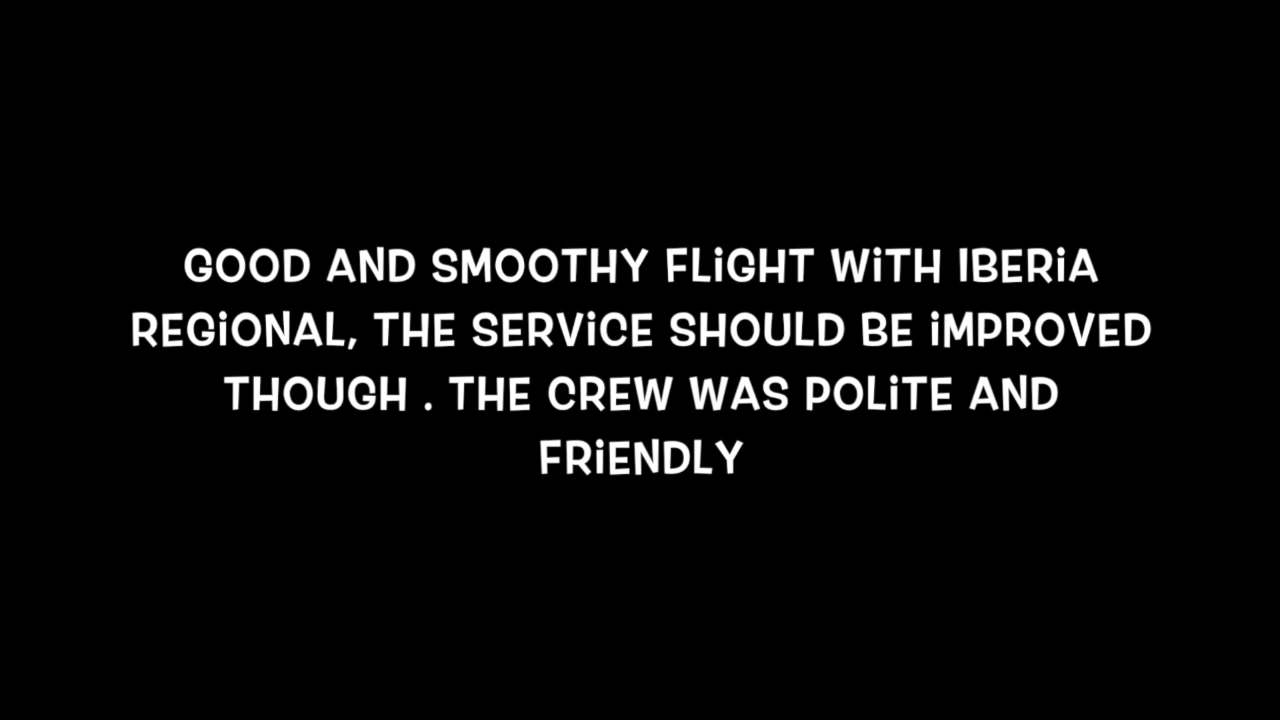 GOOD AND SMOOTHY FLiGHT WiTH IBERiA
REGiONAL, THE SERViCE SHOULD BE iMPROVED
THOUGH . THE CREW WAS POLiTE AND
FRiENDLY